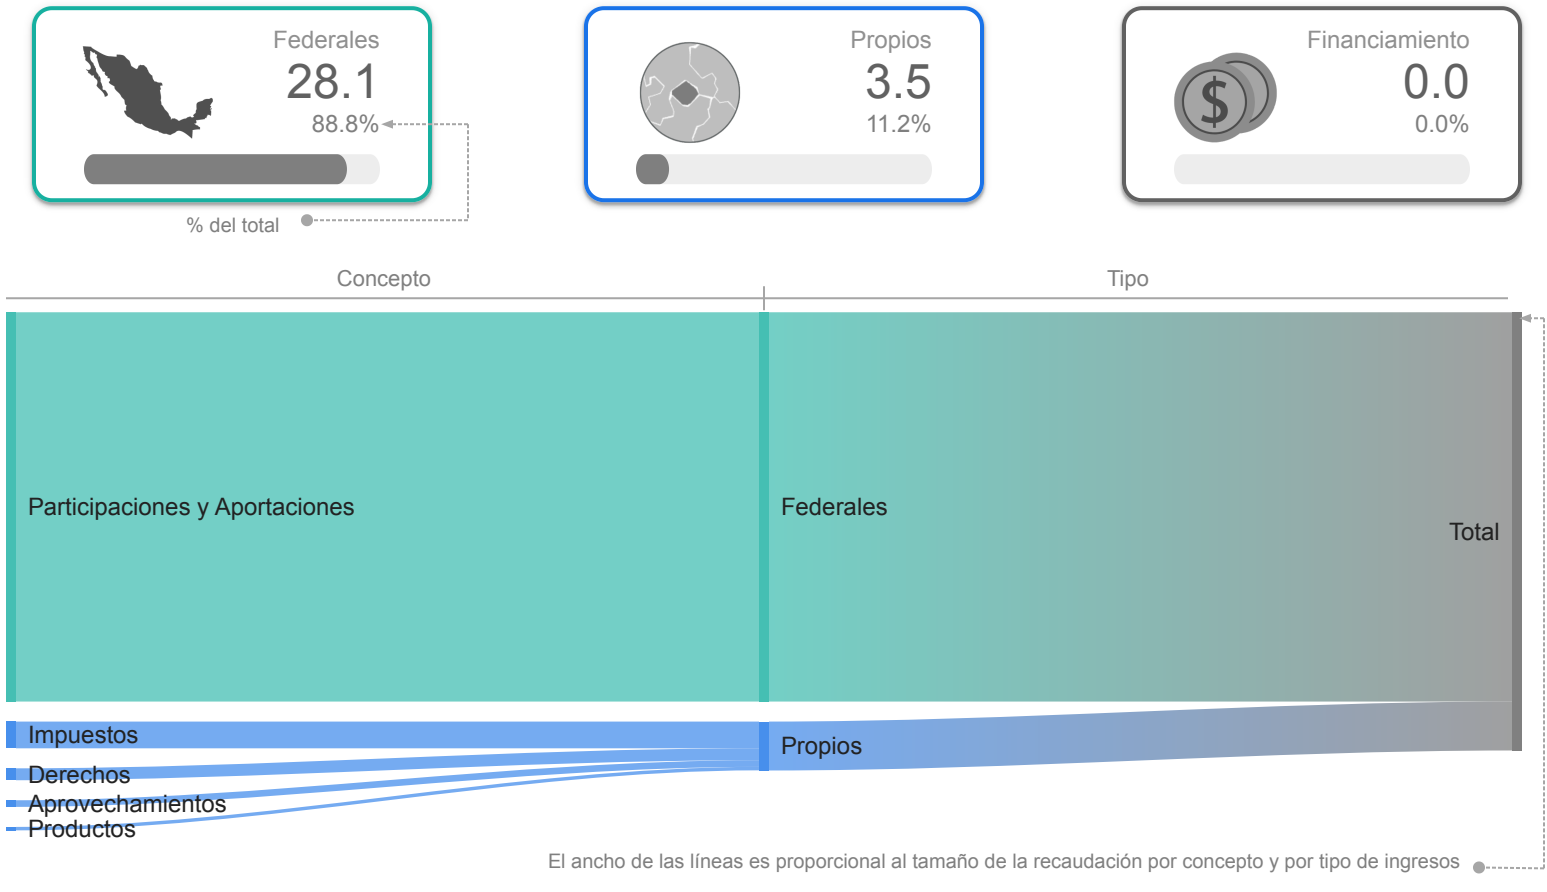 Federales
28.1
88.8%
Propios
3.5
11.2%
Financiamiento
$
0.0
0.0%
% del total
Concepto
Tipo
Participaciones y Aportaciones
Federales
Total
Impuestos
Propios
Derechos
Aprovechamientos
Productos
El ancho de las líneas es proporcional al tamaño de la recaudación por concepto y por tipo de ingresos